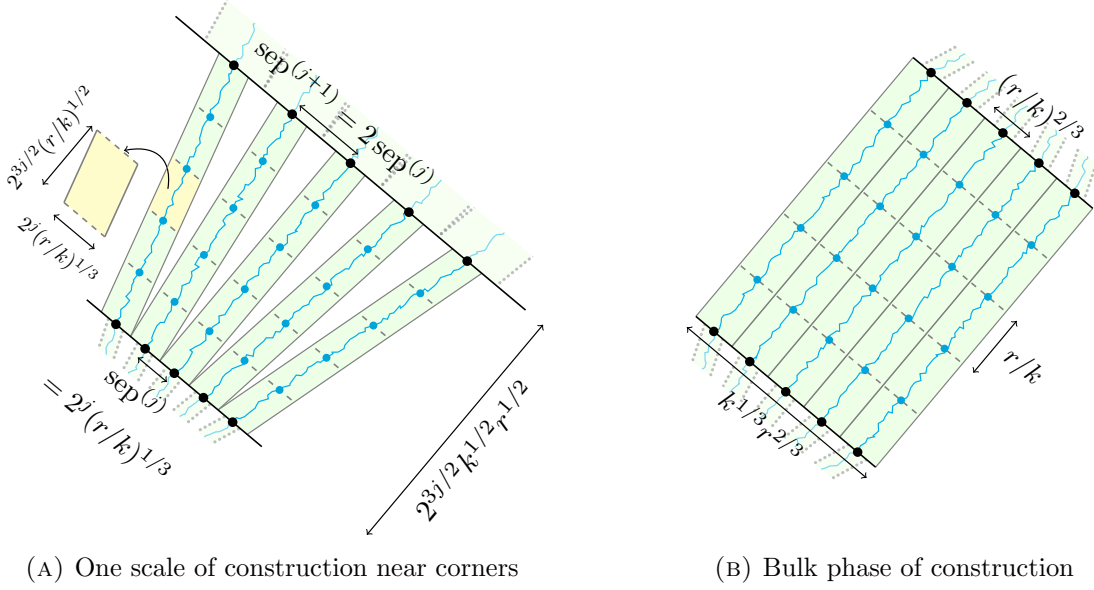 sep^(j+1) = 2 sep^(j)
2^{3j/2}(r/k)^{1/2}
2^j(r/k)^{1/3}
sep^(j)
= 2^j(r/k)^{1/3}
2^{3j/2}k^{1/2}r^{1/2}
(r/k)^{2/3}
r/k
k^{1/3}r^{2/3}
(A) One scale of construction near corners
(B) Bulk phase of construction